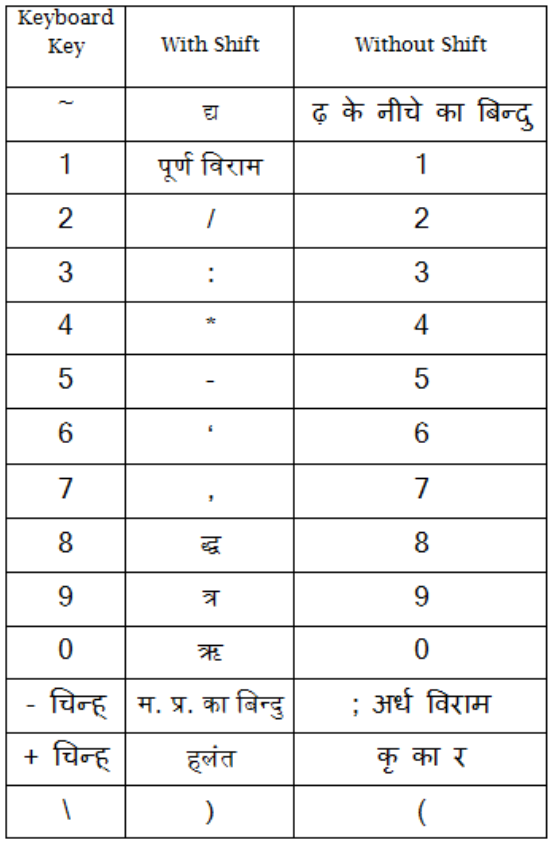 Keyboard Key With Shift Without Shift
~ द्य ढ़ के नीचे का बिन्दु
1 पूर्ण विराम 1
2 / 2
3 : 3
4 * 4
5 - 5
6 ‘ 6
7 , 7
8 द्ध 8
9 त्र 9
0 ऋ 0
- चिन्ह् म. प्र. का बिन्दु ; अर्ध विराम
+ चिन्ह् हलंत कृ का र
\ ) (